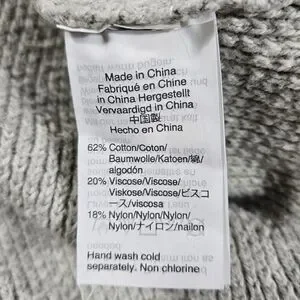 Made in China
Fabriqué en Chine
in China Hergestellt
Vervaardigd in China
中国製
Hecho en China
62% Cotton/Coton/
Baumwolle/Katoen/綿/
algodón
20% Viscose/Viscose/
Viskose/Viscose/ビスコ
ース/viscosa
18% Nylon/Nylon/Nylon/
Nylon/ナイロン/nailon
Hand wash cold
separately. Non chlorine